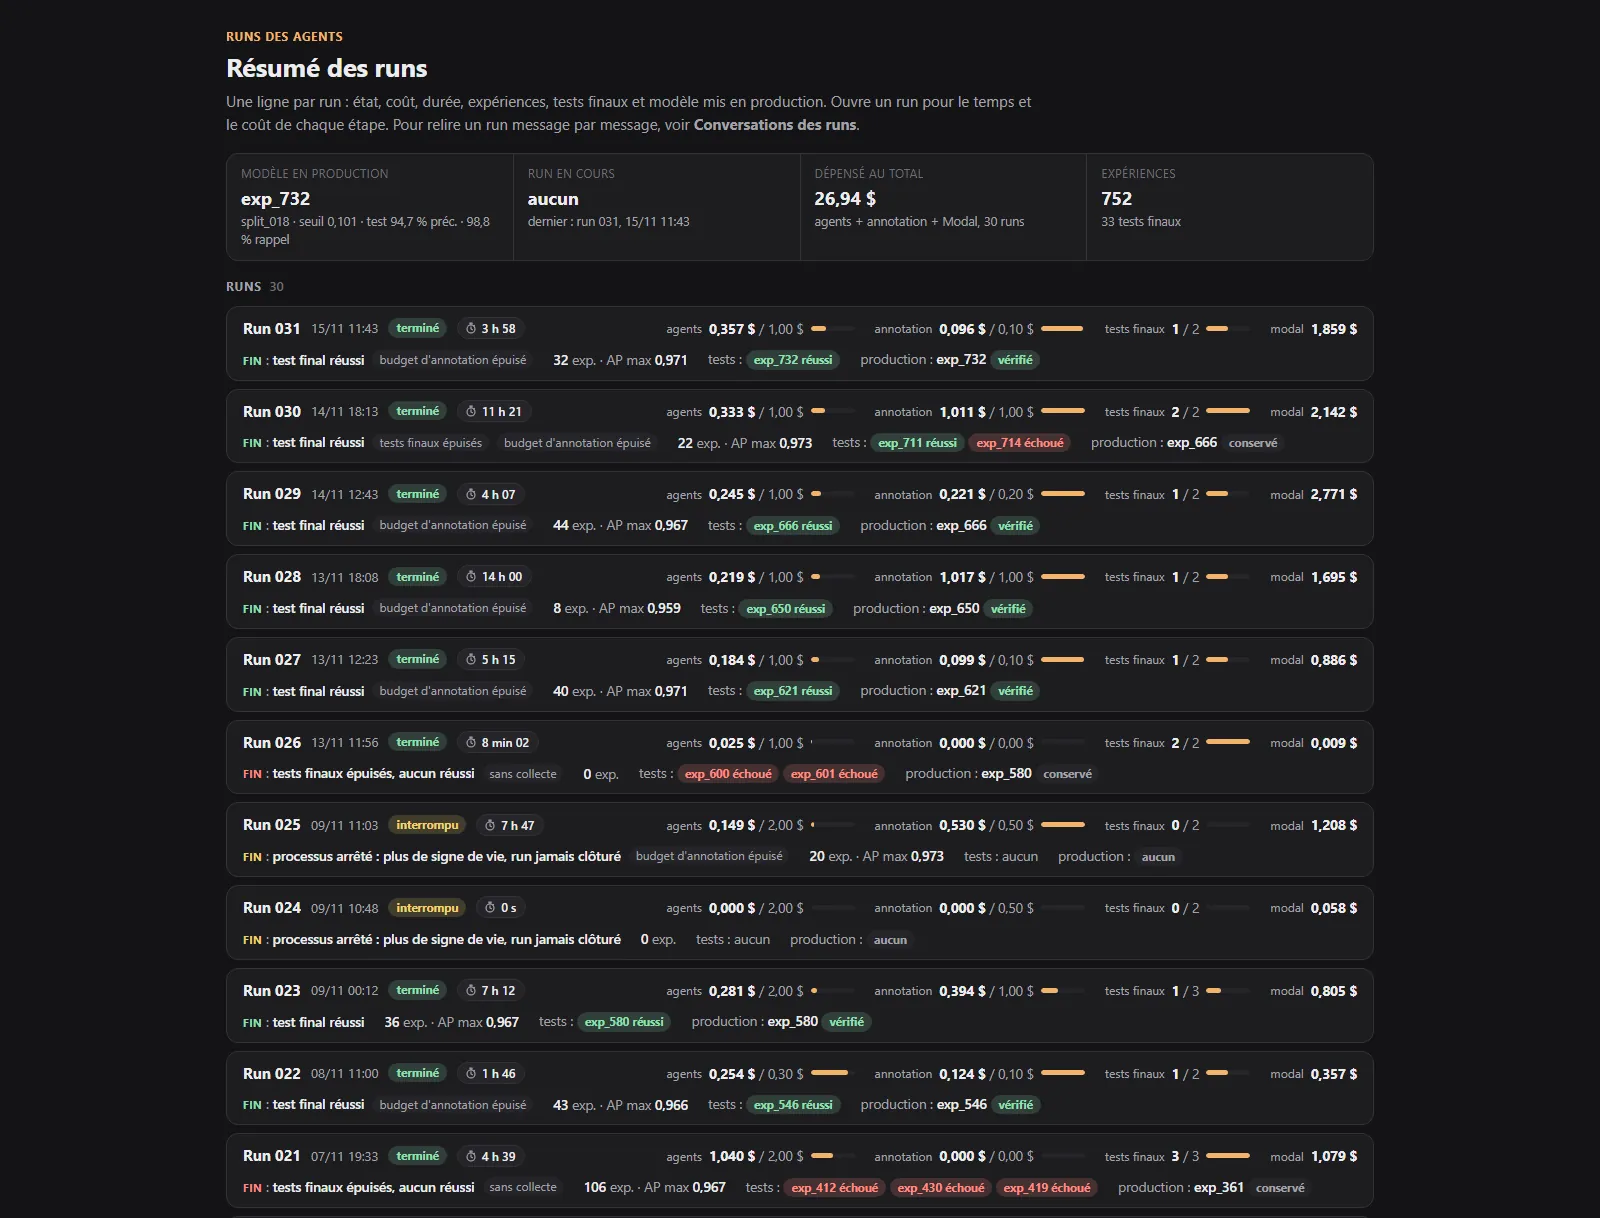 RUNS DES AGENTS
Résumé des runs
Une ligne par run : état, coût, durée, expériences, tests finaux et modèle mis en production. Ouvre un run pour le temps et
le coût de chaque étape. Pour relire un run message par message, voir Conversations des runs.
MODÈLE EN PRODUCTION
exp_732
split_018 · seuil 0,101 · test 94,7 % préc. · 98,8
% rappel
RUN EN COURS
aucun
dernier : run 031, 15/11 11:43
DÉPENSÉ AU TOTAL
26,94 $
agents + annotation + Modal, 30 runs
EXPÉRIENCES
752
33 tests finaux
RUNS 30
Run 031 15/11 11:43 terminé 3 h 58 agents 0,357 $ / 1,00 $ annotation 0,096 $ / 0,10 $ tests finaux 1 / 2 modal 1,859 $
FIN : test final réussi budget d'annotation épuisé 32 exp. · AP max 0,971 tests : exp_732 réussi production : exp_732 vérifié
Run 030 14/11 18:13 terminé 11 h 21 agents 0,333 $ / 1,00 $ annotation 1,011 $ / 1,00 $ tests finaux 2 / 2 modal 2,142 $
FIN : test final réussi tests finaux épuisés budget d'annotation épuisé 22 exp. · AP max 0,973 tests : exp_711 réussi exp_714 échoué production : exp_666 conservé
Run 029 14/11 12:43 terminé 4 h 07 agents 0,245 $ / 1,00 $ annotation 0,221 $ / 0,20 $ tests finaux 1 / 2 modal 2,771 $
FIN : test final réussi budget d'annotation épuisé 44 exp. · AP max 0,967 tests : exp_666 réussi production : exp_666 vérifié
Run 028 13/11 18:08 terminé 14 h 00 agents 0,219 $ / 1,00 $ annotation 1,017 $ / 1,00 $ tests finaux 1 / 2 modal 1,695 $
FIN : test final réussi budget d'annotation épuisé 8 exp. · AP max 0,959 tests : exp_650 réussi production : exp_650 vérifié
Run 027 13/11 12:23 terminé 5 h 15 agents 0,184 $ / 1,00 $ annotation 0,099 $ / 0,10 $ tests finaux 1 / 2 modal 0,886 $
FIN : test final réussi budget d'annotation épuisé 40 exp. · AP max 0,971 tests : exp_621 réussi production : exp_621 vérifié
Run 026 13/11 11:56 terminé 8 min 02 agents 0,025 $ / 1,00 $ annotation 0,000 $ / 0,00 $ tests finaux 2 / 2 modal 0,009 $
FIN : tests finaux épuisés, aucun réussi sans collecte 0 exp. tests : exp_600 échoué exp_601 échoué production : exp_580 conservé
Run 025 09/11 11:03 interrompu 7 h 47 agents 0,149 $ / 2,00 $ annotation 0,530 $ / 0,50 $ tests finaux 0 / 2 modal 1,208 $
FIN : processus arrêté : plus de signe de vie, run jamais clôturé budget d'annotation épuisé 20 exp. · AP max 0,973 tests : aucun production : aucun
Run 024 09/11 10:48 interrompu 0 s agents 0,000 $ / 2,00 $ annotation 0,000 $ / 0,50 $ tests finaux 0 / 2 modal 0,058 $
FIN : processus arrêté : plus de signe de vie, run jamais clôturé 0 exp. tests : aucun production : aucun
Run 023 09/11 00:12 terminé 7 h 12 agents 0,281 $ / 2,00 $ annotation 0,394 $ / 1,00 $ tests finaux 1 / 3 modal 0,805 $
FIN : test final réussi 36 exp. · AP max 0,967 tests : exp_580 réussi production : exp_580 vérifié
Run 022 08/11 11:00 terminé 1 h 46 agents 0,254 $ / 0,30 $ annotation 0,124 $ / 0,10 $ tests finaux 1 / 2 modal 0,357 $
FIN : test final réussi budget d'annotation épuisé 43 exp. · AP max 0,966 tests : exp_546 réussi production : exp_546 vérifié
Run 021 07/11 19:33 terminé 4 h 39 agents 1,040 $ / 2,00 $ annotation 0,000 $ / 0,00 $ tests finaux 3 / 3 modal 1,079 $
FIN : tests finaux épuisés, aucun réussi sans collecte 106 exp. · AP max 0,967 tests : exp_412 échoué exp_430 échoué exp_419 échoué production : exp_361 conservé